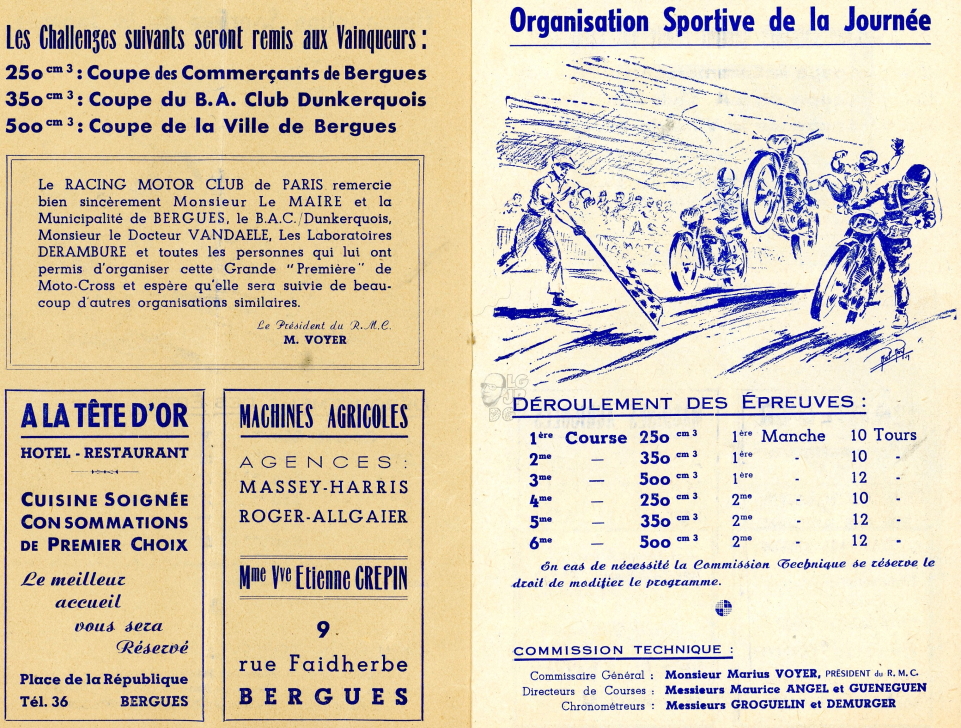 Les Challenges suivants seront remis aux Vainqueurs :
250 cm 3 : Coupe des Commerçants de Bergues
350 cm 3 : Coupe du B.A. Club Dunkerquois
500 cm 3 : Coupe de la Ville de Bergues
Le RACING MOTOR CLUB de PARIS remercie
bien sincèrement Monsieur Le MAIRE et la
Municipalité de BERGUES, le B.A.C. Dunkerquois,
Monsieur le Docteur VANDAELE, Les Laboratoires
DERAMBURE et toutes les personnes qui lui ont
permis d'organiser cette Grande "Première" de
Moto-Cross et espère qu'elle sera suivie de beau-
coup d'autres organisations similaires.
Le Président du R.M.C.
M. VOYER
A LA TÊTE D'OR
HOTEL - RESTAURANT
CUISINE SOIGNÉE
CONSOMMATIONS
DE PREMIER CHOIX
Le meilleur
accueil
vous sera
Réservé
Place de la République
Tél. 36 BERGUES
MACHINES AGRICOLES
AGENCES :
MASSEY-HARRIS
ROGER-ALLGAIER
Mme Vve Etienne CREPIN
9
rue Faidherbe
BERGUES
Organisation Sportive de la Journée
LG
JP
DC
DÉROULEMENT DES ÉPREUVES :
1ère Course 250 cm 3 1ère Manche 10 Tours
2me — 350 cm 3 1ère - 10 -
3me — 500 cm 3 1ère - 12 -
4me — 250 cm 3 2me - 10 -
5me — 350 cm 3 2me - 12 -
6me — 500 cm 3 2me - 12 -
En cas de nécessité la Commission Technique se réserve le
droit de modifier le programme.
COMMISSION TECHNIQUE :
Commissaire Général : Monsieur Marius VOYER, PRÉSIDENT du R.M.C.
Directeurs de Courses : Messieurs Maurice ANGEL et GUENEGUEN
Chronométreurs : Messieurs GROGUELIN et DEMURGER